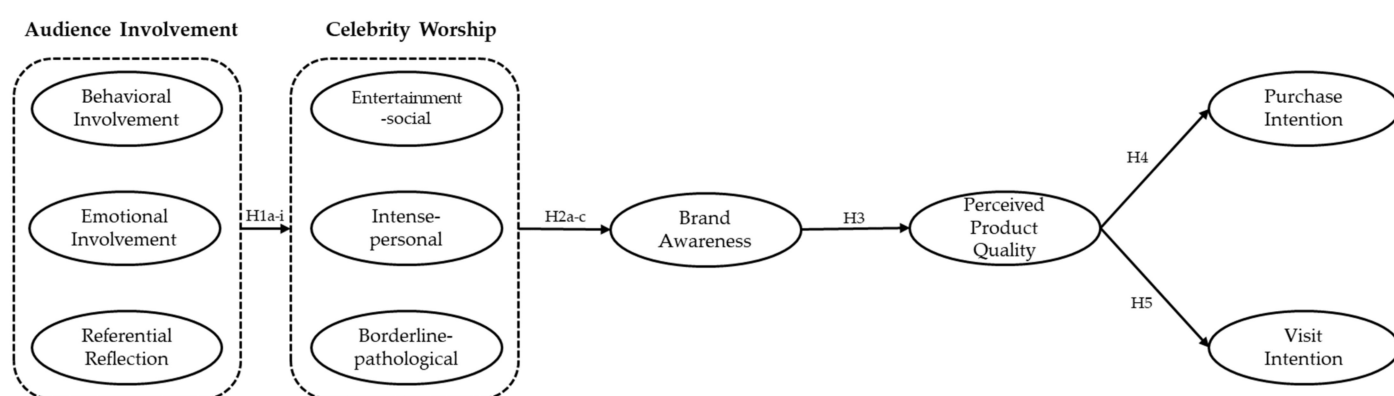 Audience Involvement
Celebrity Worship
Behavioral
Involvement
Emotional
Involvement
Referential
Reflection
H1a-i
Entertainment
-social
Intense-
personal
Borderline-
pathological
H2a-c
Brand
Awareness
H3
Perceived
Product
Quality
H4
H5
Purchase
Intention
Visit
Intention